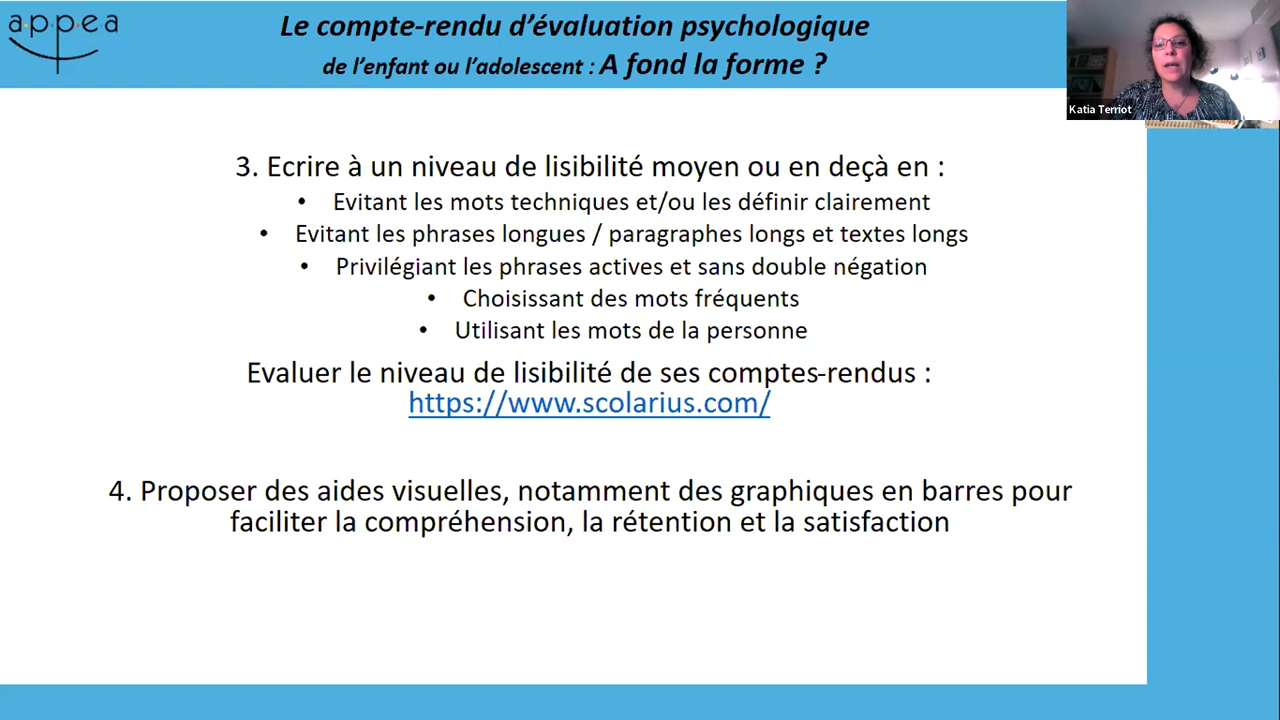 appea
Le compte-rendu d'évaluation psychologique
de l'enfant ou l'adolescent : A fond la forme ?
Katia Terriot
3. Ecrire à un niveau de lisibilité moyen ou en deçà en :
• Evitant les mots techniques et/ou les définir clairement
• Evitant les phrases longues / paragraphes longs et textes longs
• Privilégiant les phrases actives et sans double négation
• Choisissant des mots fréquents
• Utilisant les mots de la personne
Evaluer le niveau de lisibilité de ses comptes-rendus :
https://www.scolarius.com/
4. Proposer des aides visuelles, notamment des graphiques en barres pour
faciliter la compréhension, la rétention et la satisfaction